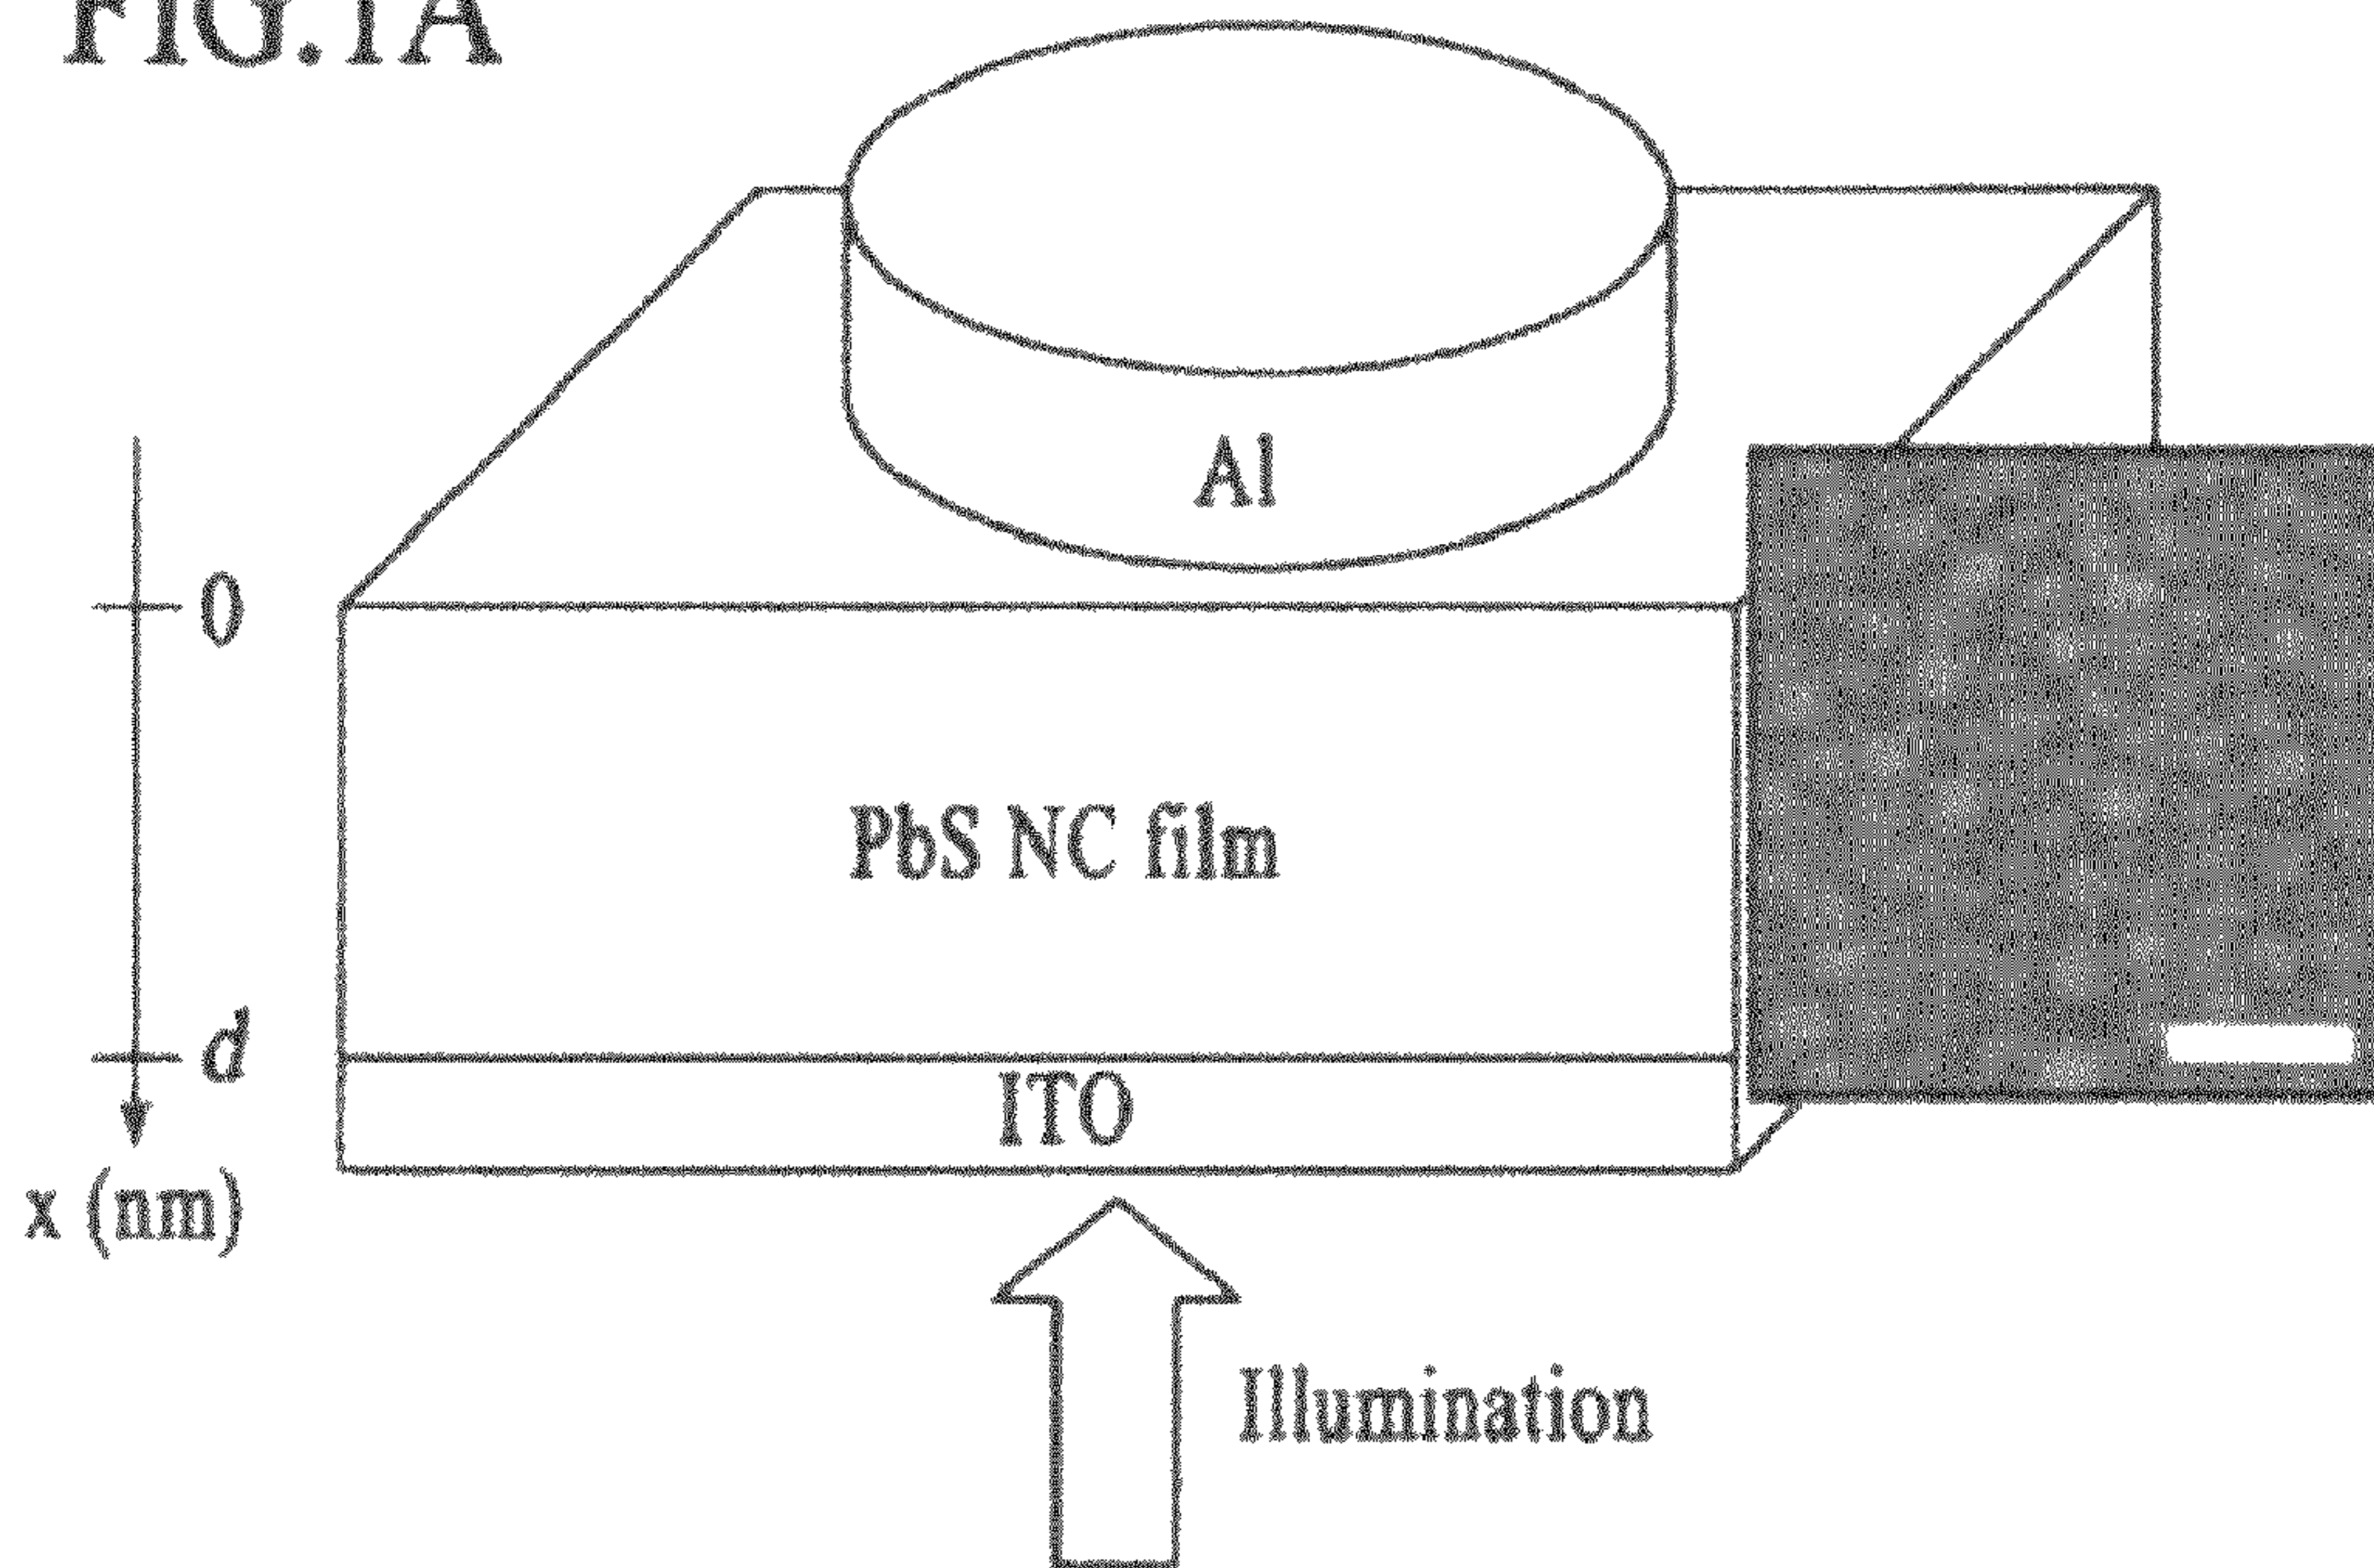 FIG.1A
Al
0
PbS NC film
d
ITO
x (nm)
Illumination